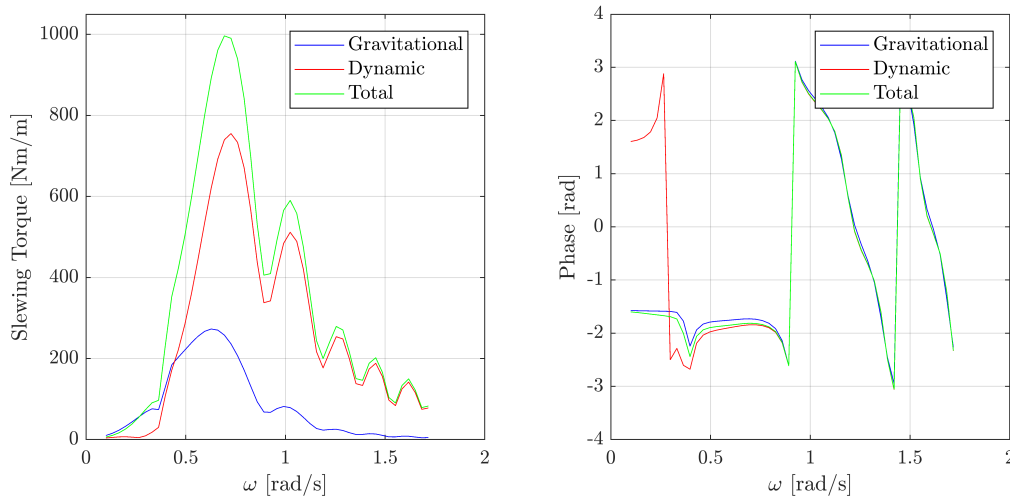 Slewing Torque [Nm/m]
1000
800
600
400
200
0
0 0.5 1 1.5 2
ω [rad/s]
Gravitational
Dynamic
Total
Phase [rad]
4
3
2
1
0
-1
-2
-3
-4
0 0.5 1 1.5 2
ω [rad/s]
Gravitational
Dynamic
Total